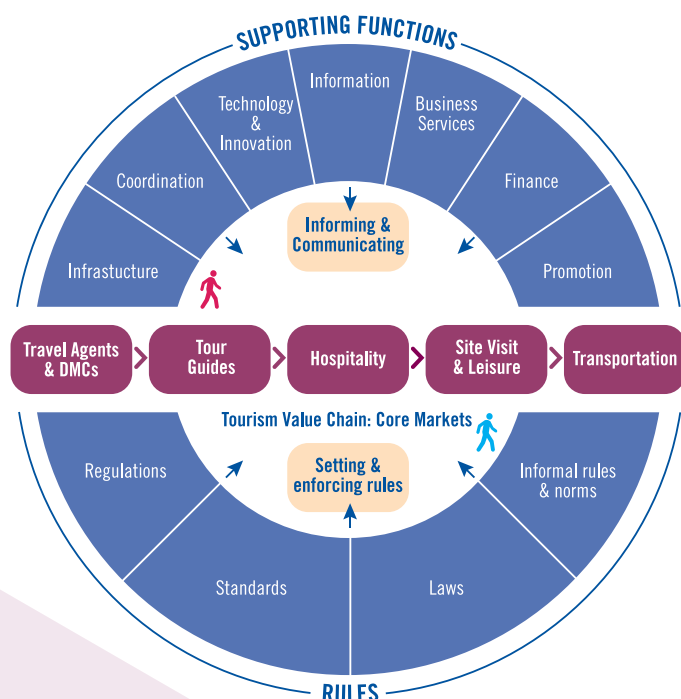 SUPPORTING FUNCTIONS
Information
Technology
&
Innovation
Business
Services
Coordination
Finance
Infrastucture
Promotion
Informing &
Communicating
Travel Agents
& DMCs
Tour
Guides
Hospitality
Site Visit
& Leisure
Transportation
Tourism Value Chain: Core Markets
Setting &
enforcing rules
Regulations
Standards
Laws
Informal rules
& norms
RULES